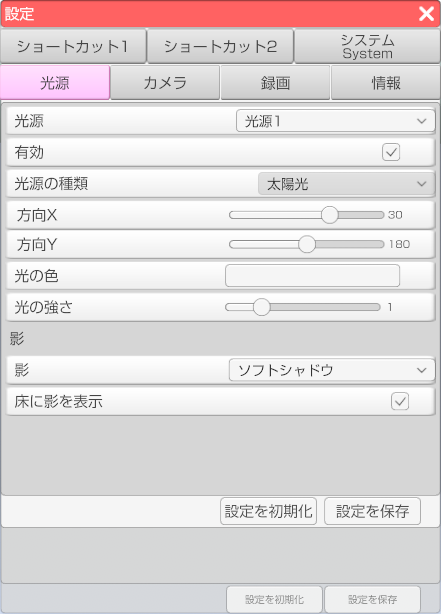 設定
ショートカット1 ショートカット2 システム
System
光源 カメラ 録画 情報
光源 光源1
有効
光源の種類 太陽光
方向X 30
方向Y 180
光の色
光の強さ 1
影
影 ソフトシャドウ
床に影を表示
設定を初期化 設定を保存
設定を初期化 設定を保存